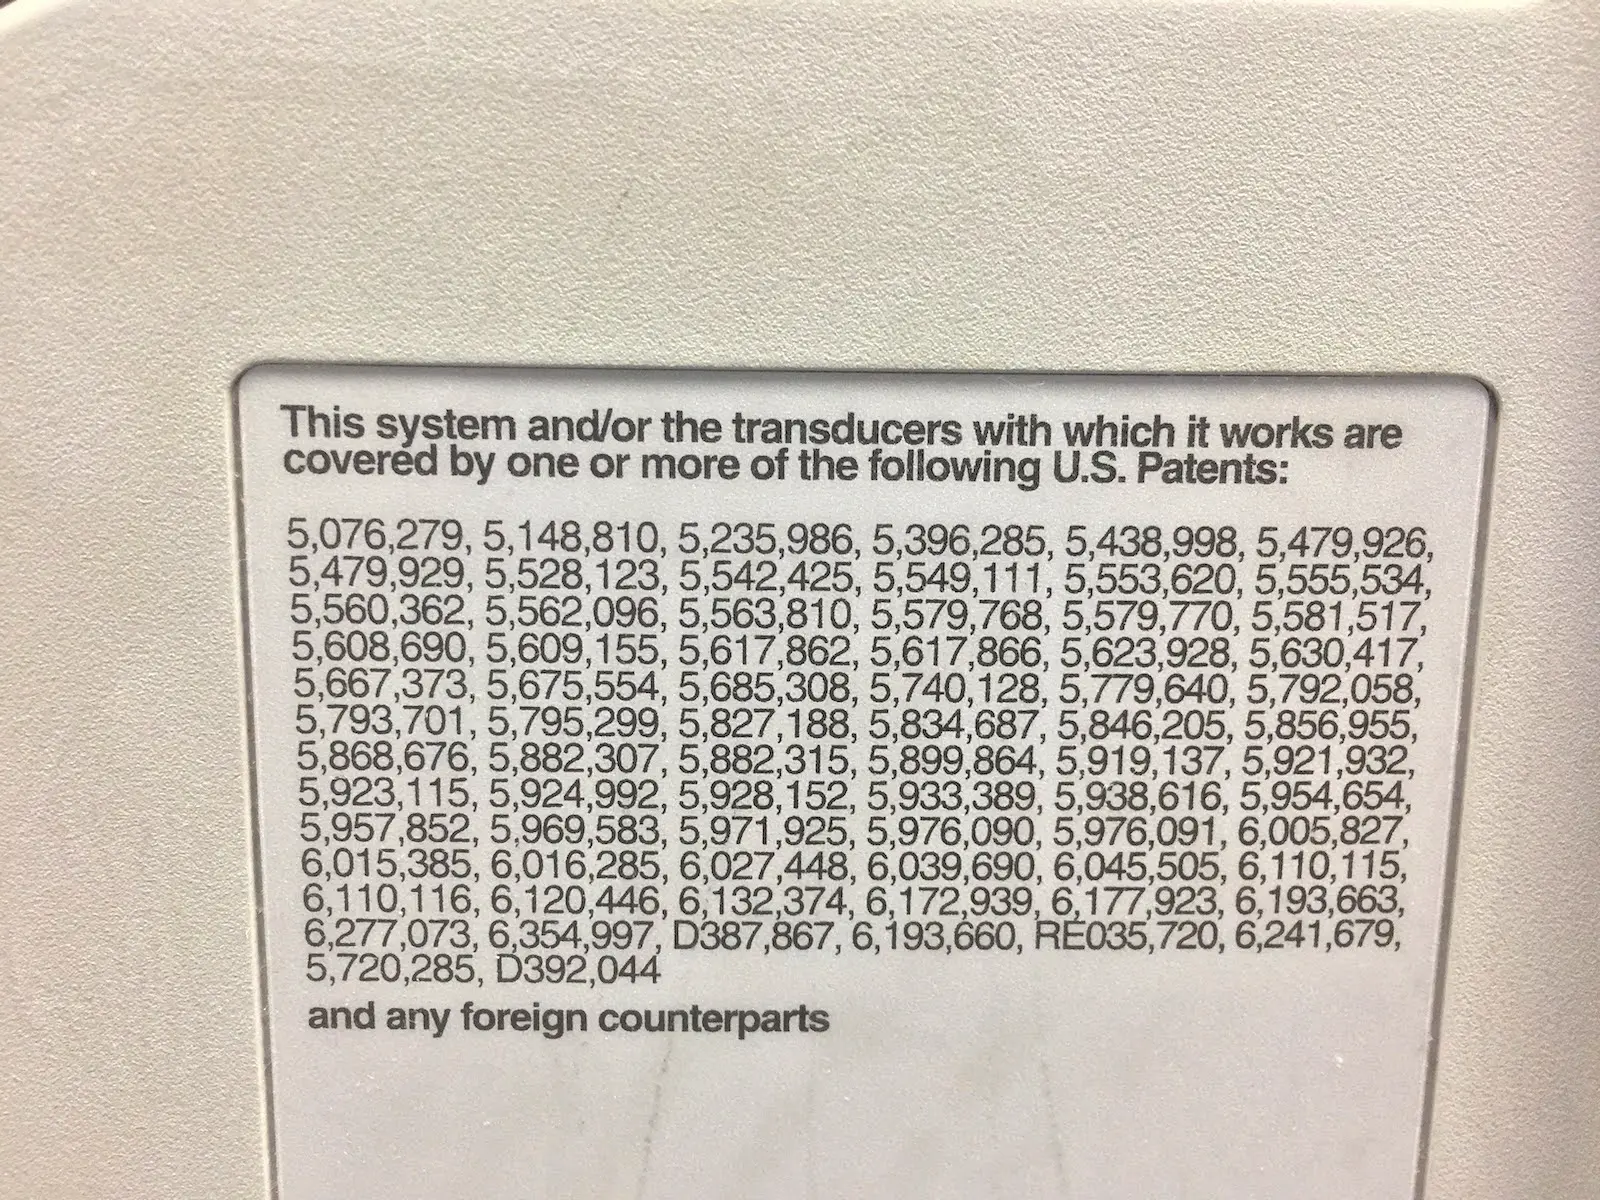 This system and/or the transducers with which it works are
covered by one or more of the following U.S. Patents:
5,076,279, 5,148,810, 5,235,986, 5,396,285, 5,438,998, 5,479,926,
5,479,929, 5,528,123, 5,542,425, 5,549,111, 5,553,620, 5,555,534,
5,560,362, 5,562,096, 5,563,810, 5,579,768, 5,579,770, 5,581,517,
5,608,690, 5,609,155, 5,617,862, 5,617,866, 5,623,928, 5,630,417,
5,667,373, 5,675,554, 5,685,308, 5,740,128, 5,779,640, 5,792,058,
5,793,701, 5,795,299, 5,827,188, 5,834,687, 5,846,205, 5,856,955,
5,868,676, 5,882,307, 5,882,315, 5,899,864, 5,919,137, 5,921,932,
5,923,115, 5,924,992, 5,928,152, 5,933,389, 5,938,616, 5,954,654,
5,957,852, 5,969,583, 5,971,925, 5,976,090, 5,976,091, 6,005,827,
6,015,385, 6,016,285, 6,027,448, 6,039,690, 6,045,505, 6,110,115,
6,110,116, 6,120,446, 6,132,374, 6,172,939, 6,177,923, 6,193,663,
6,277,073, 6,354,997, D387,867, 6,193,660, RE035,720, 6,241,679,
5,720,285, D392,044
and any foreign counterparts